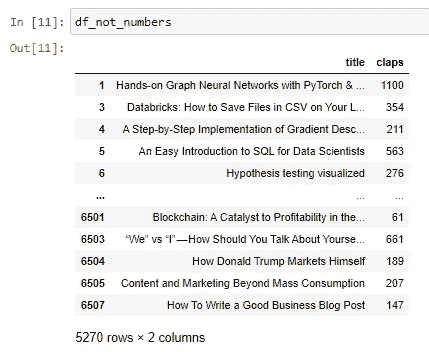 In [11]: df_not_numbers
Out[11]:
title claps
1 Hands-on Graph Neural Networks with PyTorch & ... 1100
3 Databricks: How to Save Files in CSV on Your L... 354
4 A Step-by-Step Implementation of Gradient Desc... 211
5 An Easy Introduction to SQL for Data Scientists 563
6 Hypothesis testing visualized 276
... ... ...
6501 Blockchain: A Catalyst to Profitability in the... 61
6503 “We” vs “I” — How Should You Talk About Yourse... 661
6504 How Donald Trump Markets Himself 189
6505 Content and Marketing Beyond Mass Consumption 207
6507 How To Write a Good Business Blog Post 147
5270 rows × 2 columns